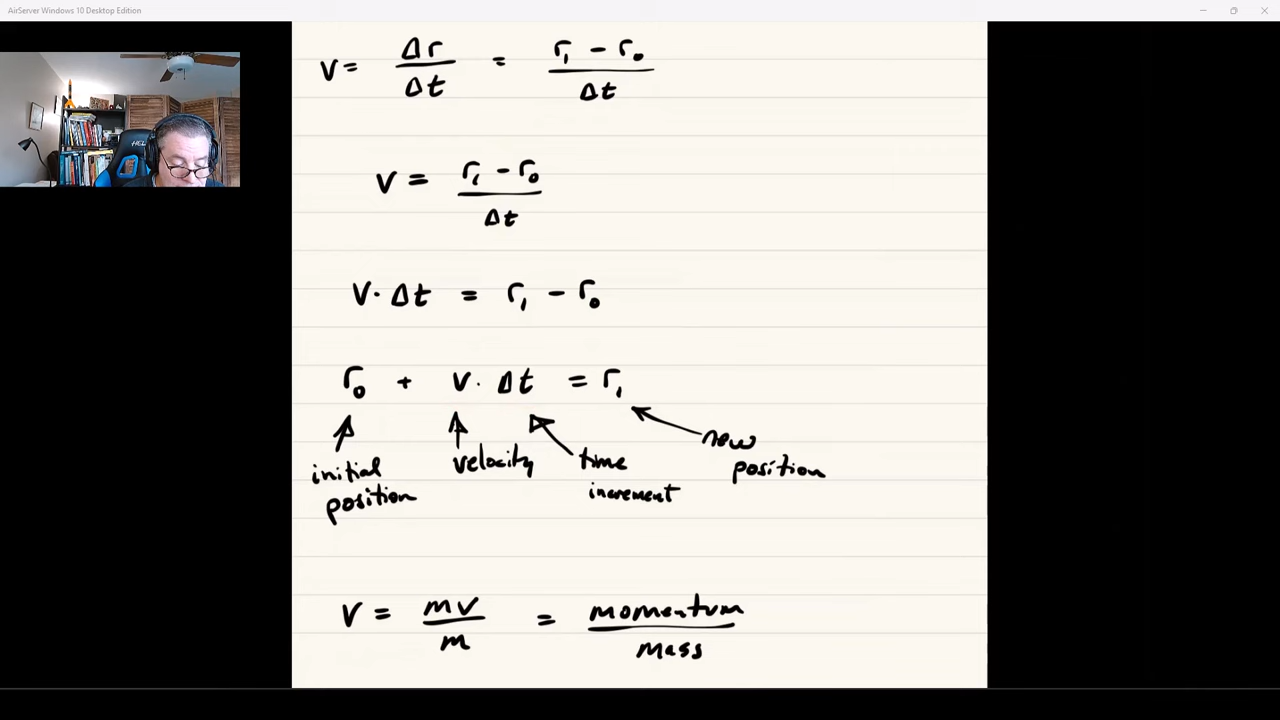 AirServer Windows 10 Desktop Edition
HEL
v = Δr / Δt = r₁ - r₀ / Δt
v = r₁ - r₀ / Δt
v · Δt = r₁ - r₀
r₀ + v · Δt = r₁
initial position
velocity
time increment
new position
v = mv / m = momentum / mass